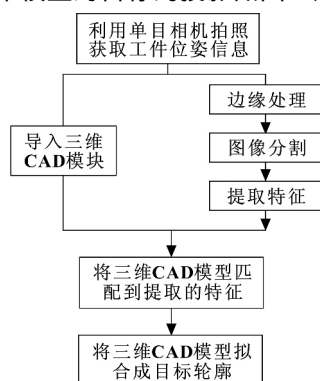 利用单目相机拍照
获取工件位姿信息
边缘处理
导入三维
CAD模块
图像分割
提取特征
将三维CAD模型匹
配到提取的特征
将三维CAD模型拟
合成目标轮廓